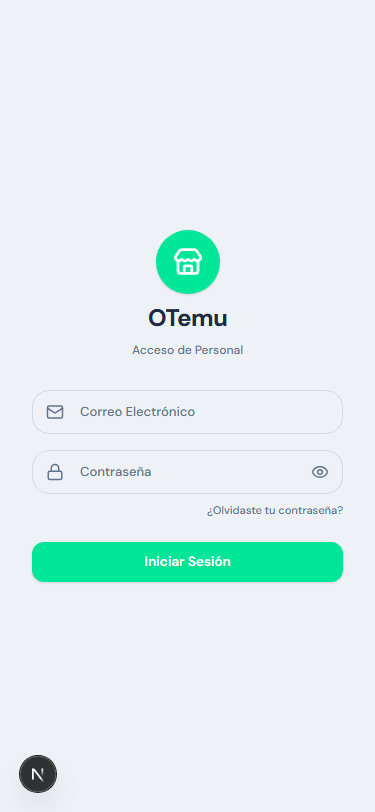 OTemu
Acceso de Personal
Correo Electrónico
Contraseña
¿Olvidaste tu contraseña?
Iniciar Sesión
N